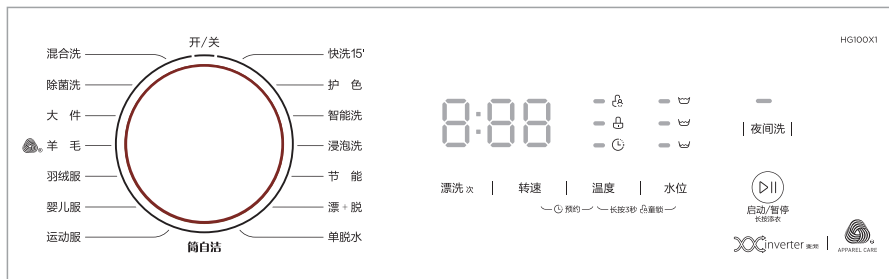 开/关
HG100X1
混合洗
快洗15'
除菌洗
护 色
大 件
智能洗
羊 毛
浸泡洗
羽绒服
节 能
婴儿服
漂+脱
运动服
单脱水
筒自洁
8:88
夜间洗
漂洗 次 | 转速 | 温度 | 水位
预约
长按3秒 童锁
启动/暂停
长按添衣
inverter
APPAREL CARE